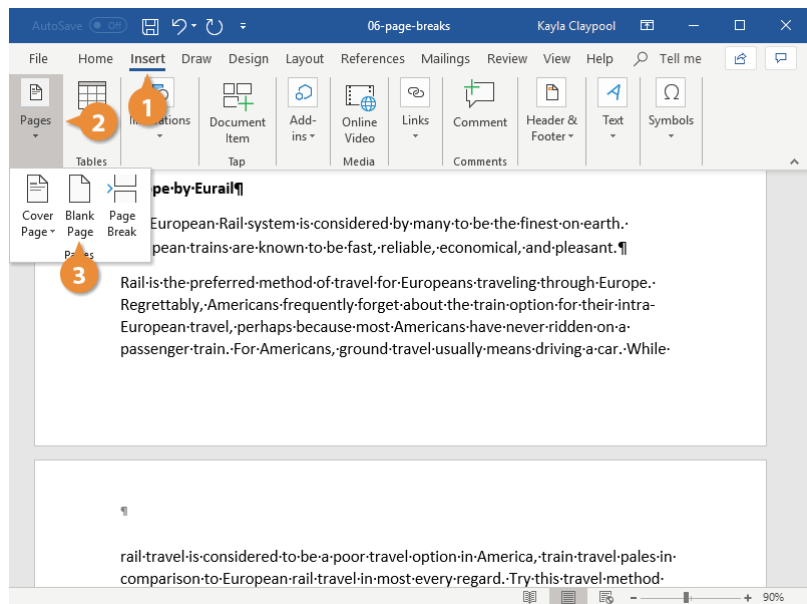 AutoSave Off 06-page-breaks Kayla Claypool
File Home Insert Draw Design Layout References Mailings Review View Help Tell me
1
2
Pages
Document Item
Add-ins
Online Video
Links
Comment
Header & Footer
Text
Symbols
Tables Tap Media Comments
Cover Page
Blank Page
Page Break
3
by·Eurail¶
European·Rail·system·is·considered·by·many·to·be·the·finest·on·earth.·
trains·are·known·to·be·fast,·reliable,·economical,·and·pleasant.¶
Rail·is·the·preferred·method·of·travel·for·Europeans·traveling·through·Europe.·
Regrettably,·Americans·frequently·forget·about·the·train·option·for·their·intra-
European·travel,·perhaps·because·most·Americans·have·never·ridden·on·a·
passenger·train.·For·Americans,·ground·travel·usually·means·driving·a·car.·While·
¶
rail·travel·is·considered·to·be·a·poor·travel·option·in·America,·train·travel·pales·in·
comparison·to·European·rail·travel·in·most·every·regard.·Try·this·travel·method·
90%